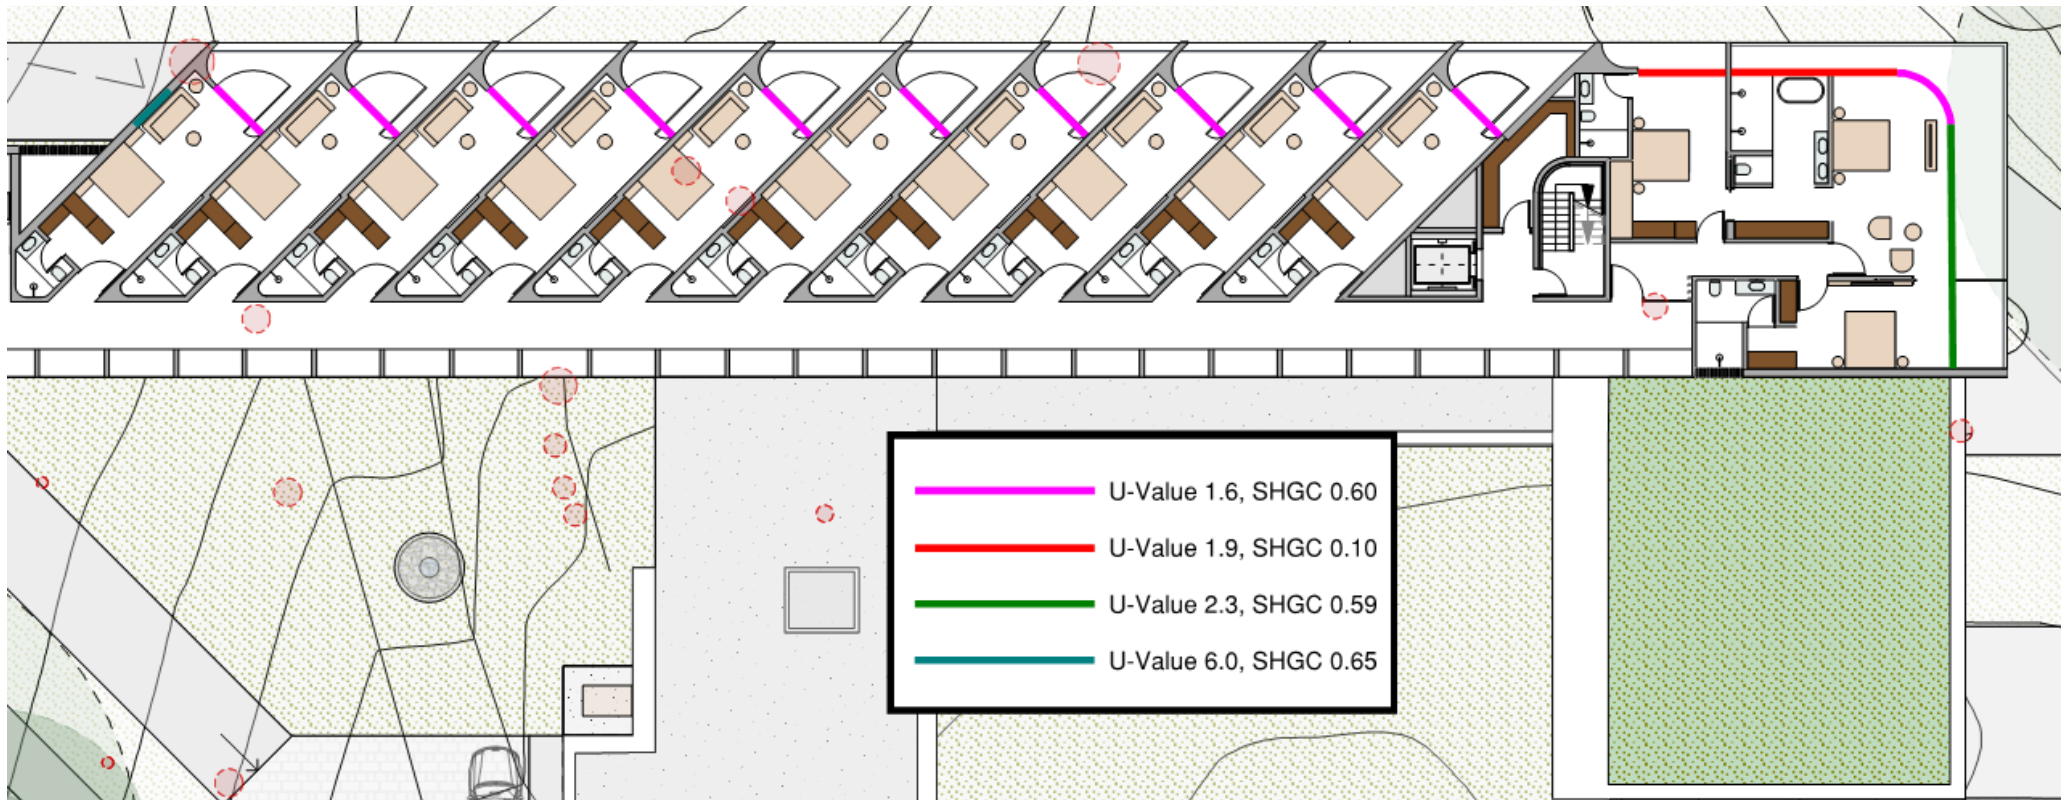 U-Value 1.6, SHGC 0.60
U-Value 1.9, SHGC 0.10
U-Value 2.3, SHGC 0.59
U-Value 6.0, SHGC 0.65